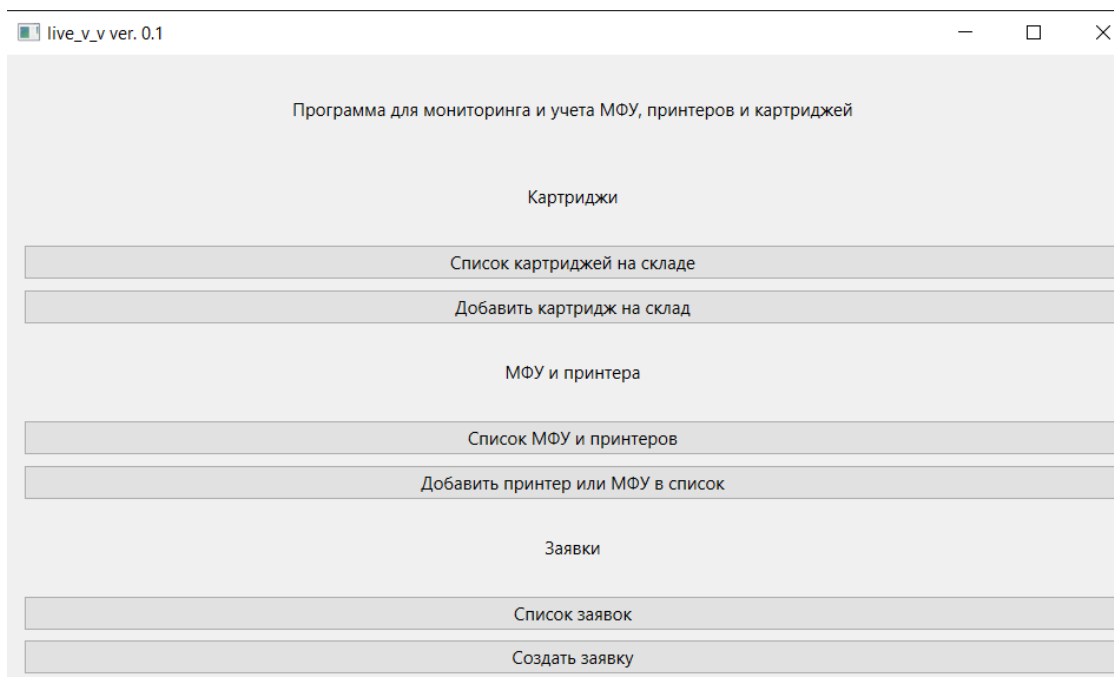 live_v_v ver. 0.1
Программа для мониторинга и учета МФУ, принтеров и картриджей
Картриджи
Список картриджей на складе
Добавить картридж на склад
МФУ и принтера
Список МФУ и принтеров
Добавить принтер или МФУ в список
Заявки
Список заявок
Создать заявку